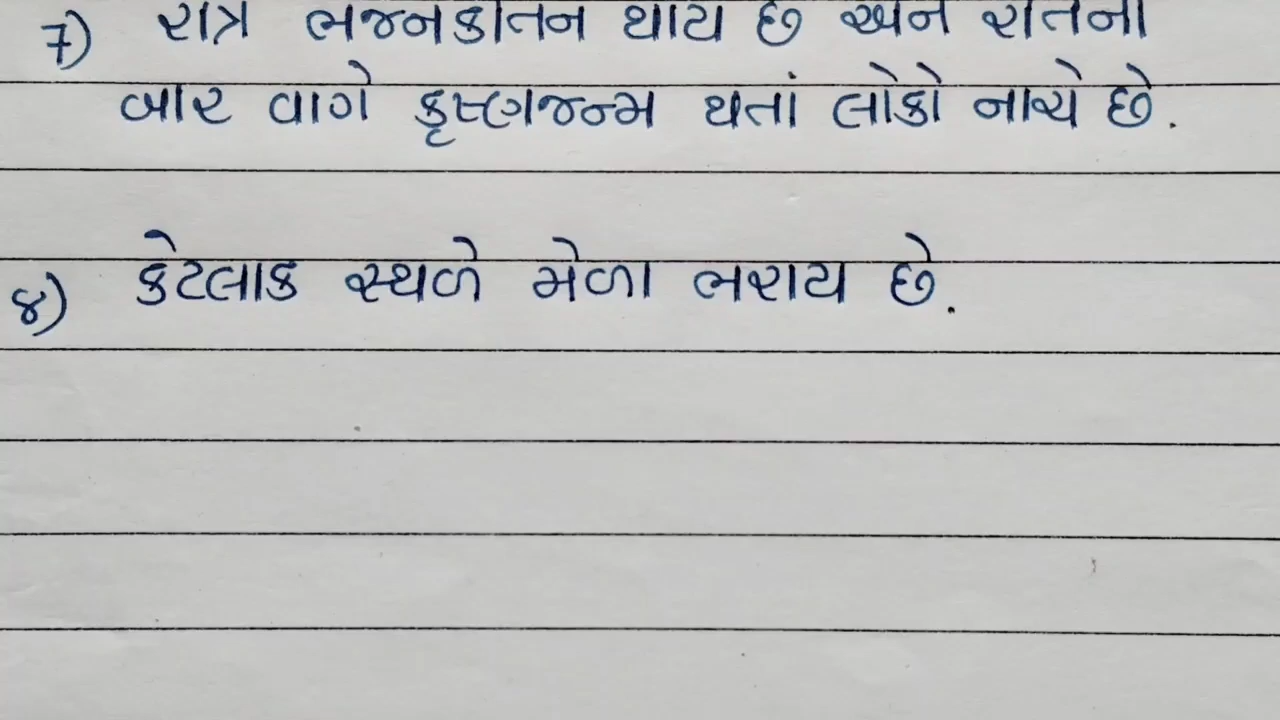 7) રાત્રે ભજનકીર્તન થાય છે અને રાતના
બાર વાગે કૃષ્ણજન્મ થતાં લોકો નાચે છે.
8) કેટલાક સ્થળે મેળા ભરાય છે.